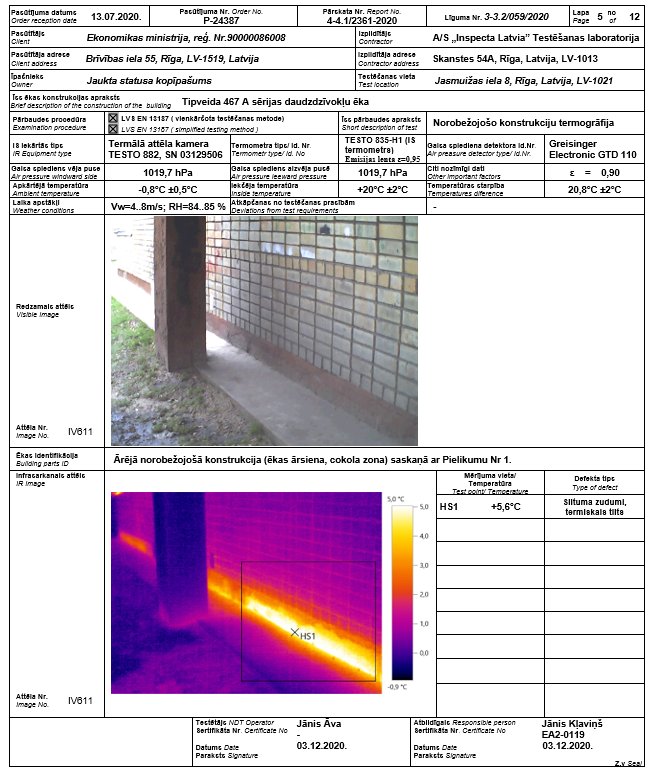 Pasūtījuma datums
Order reception date
13.07.2020.
Pasūtījuma Nr. Order No.
P-24387
Pārskata Nr. Report No.
4-4.1/2361-2020
Līguma Nr. 3-3.2/059/2020
Lapa
Page
5
no
of
12
Pasūtītājs
Client
Ekonomikas ministrija, reģ. Nr.90000086008
Izpildītājs
Contractor
A/S „Inspecta Latvia" Testēšanas laboratorija
Pasūtītāja adrese
Client address
Brīvības iela 55, Rīga, LV-1519, Latvija
Izpildītāja adrese
Contractor address
Skanstes 54A, Rīga, Latvija, LV-1013
Īpašnieks
Owner
Jaukta statusa kopīpašums
Testēšanas vieta
Test location
Jasmuižas iela 8, Rīga, Latvija, LV-1021
Īss ēkas konstrukcijas apraksts
Brief description of the construction of the building
Tipveida 467 A sērijas daudzdzīvokļu ēka
Pārbaudes procedūra
Examination procedure
LVS EN 13187 ( vienkāršota testēšanas metode)
LVS EN 13187 ( simplified testing method )
Īss pārbaudes apraksts
Short description of test
Norobežojošo konstrukciju termogrāfija
IS iekārtās tips
IR Equipment type
Termālā attēla kamera
TESTO 882, SN 03129506
Termometra tips/ Id. Nr
Termometr type/ Id. No
TESTO 835-H1 (IS
termometrs)
Emisijas lenta ε=0,95
Gaisa spiediena detektora Id.Nr.
Air preasure detector type/ Id.Nr.
Greisinger
Electronic GTD 110
Gaisa spiediens vēja pusē
Air pressure windward side
1019,7 hPa
Gaisa spiediens aizvēja pusē
Air pressure leeward pressure
1019,7 hPa
Citi nozīmīgi dati
Other important factors
ε = 0,90
Apkārtējā temperatūra
Ambient temperature
-0,8°C ±0,5°C
Iekšēja temperatūra
Inside temperature
+20°C ±2°C
Temperatūras starpība
Temperatures diference
20,8°C ±2°C
Laika apstākļi
Weather conditions
Vw=4..8m/s; RH=84..85 %
Atkāpšanas no testēšanas prasībām
Deviations from test requirements
-
Redzamais attēls
Visible Image
Attēla Nr.
Image No.
IV611
Ēkas identifikācija
Building parts ID
Ārējā norobežojošā konstrukcija (ēkas ārsiena, cokola zona) saskaņā ar Pielikumu Nr 1.
Infrasarkanais attēls
IR Image
5,0 °C
5,0
4,0
3,0
2,0
1,0
0,0
-0,9 °C
HS1
Mērījuma vieta/
Temperatūra
Test point/ Temperature
Defekta tips
Type of defect
HS1 +5,6°C
Siltuma zudumi,
termiskais tilts
Attēla Nr.
Image No.
IV611
Testētājs NDT Operator
Sertifikāta Nr. Certificate No
Jānis Āva
-
Datums Date
03.12.2020.
Paraksts Signature
Atbildīgais Responsible person
Sertifikāta Nr. Certificate No
Jānis Kļaviņš
EA2-0119
Datums Date
03.12.2020.
Paraksts Signature
Z.v Seal